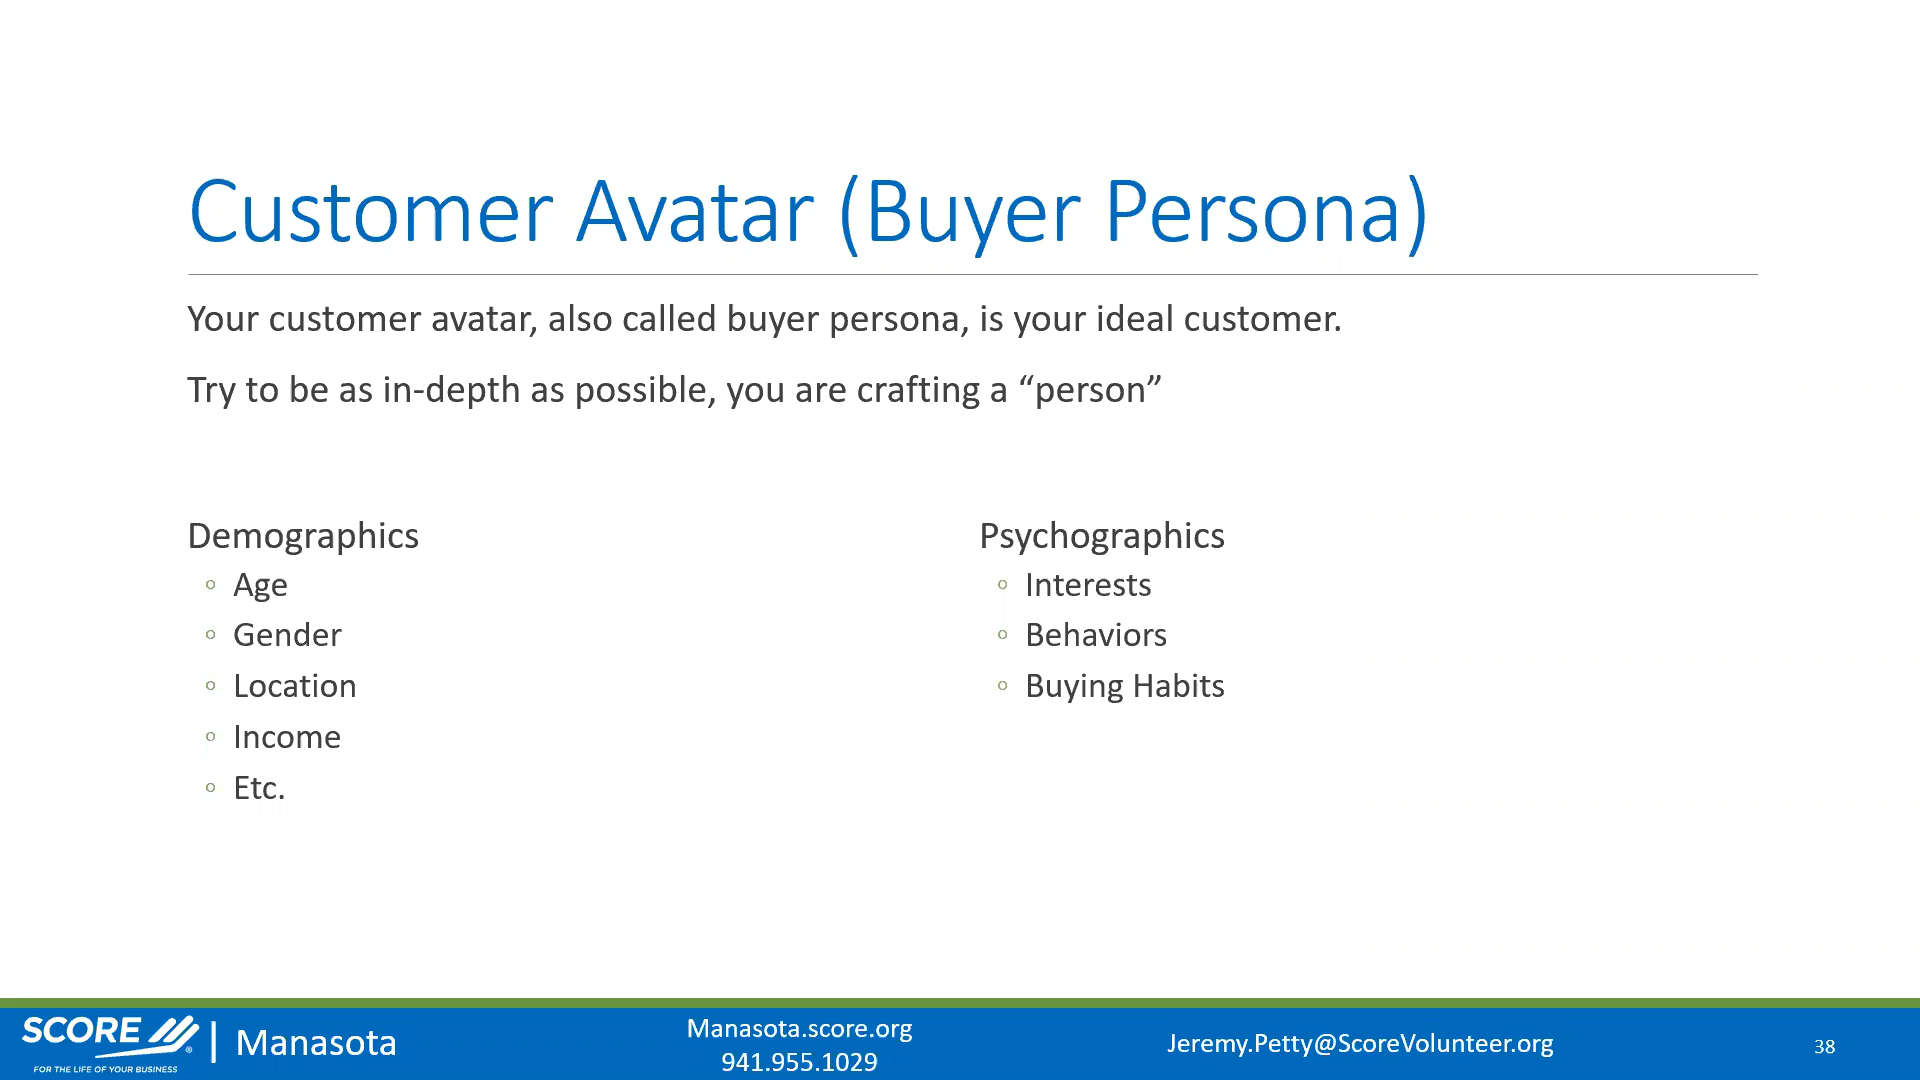 Customer Avatar (Buyer Persona)
Your customer avatar, also called buyer persona, is your ideal customer.
Try to be as in-depth as possible, you are crafting a “person”
Demographics
◦ Age
◦ Gender
◦ Location
◦ Income
◦ Etc.
Psychographics
◦ Interests
◦ Behaviors
◦ Buying Habits
SCORE ® | Manasota
FOR THE LIFE OF YOUR BUSINESS
Manasota.score.org
941.955.1029
Jeremy.Petty@ScoreVolunteer.org
38